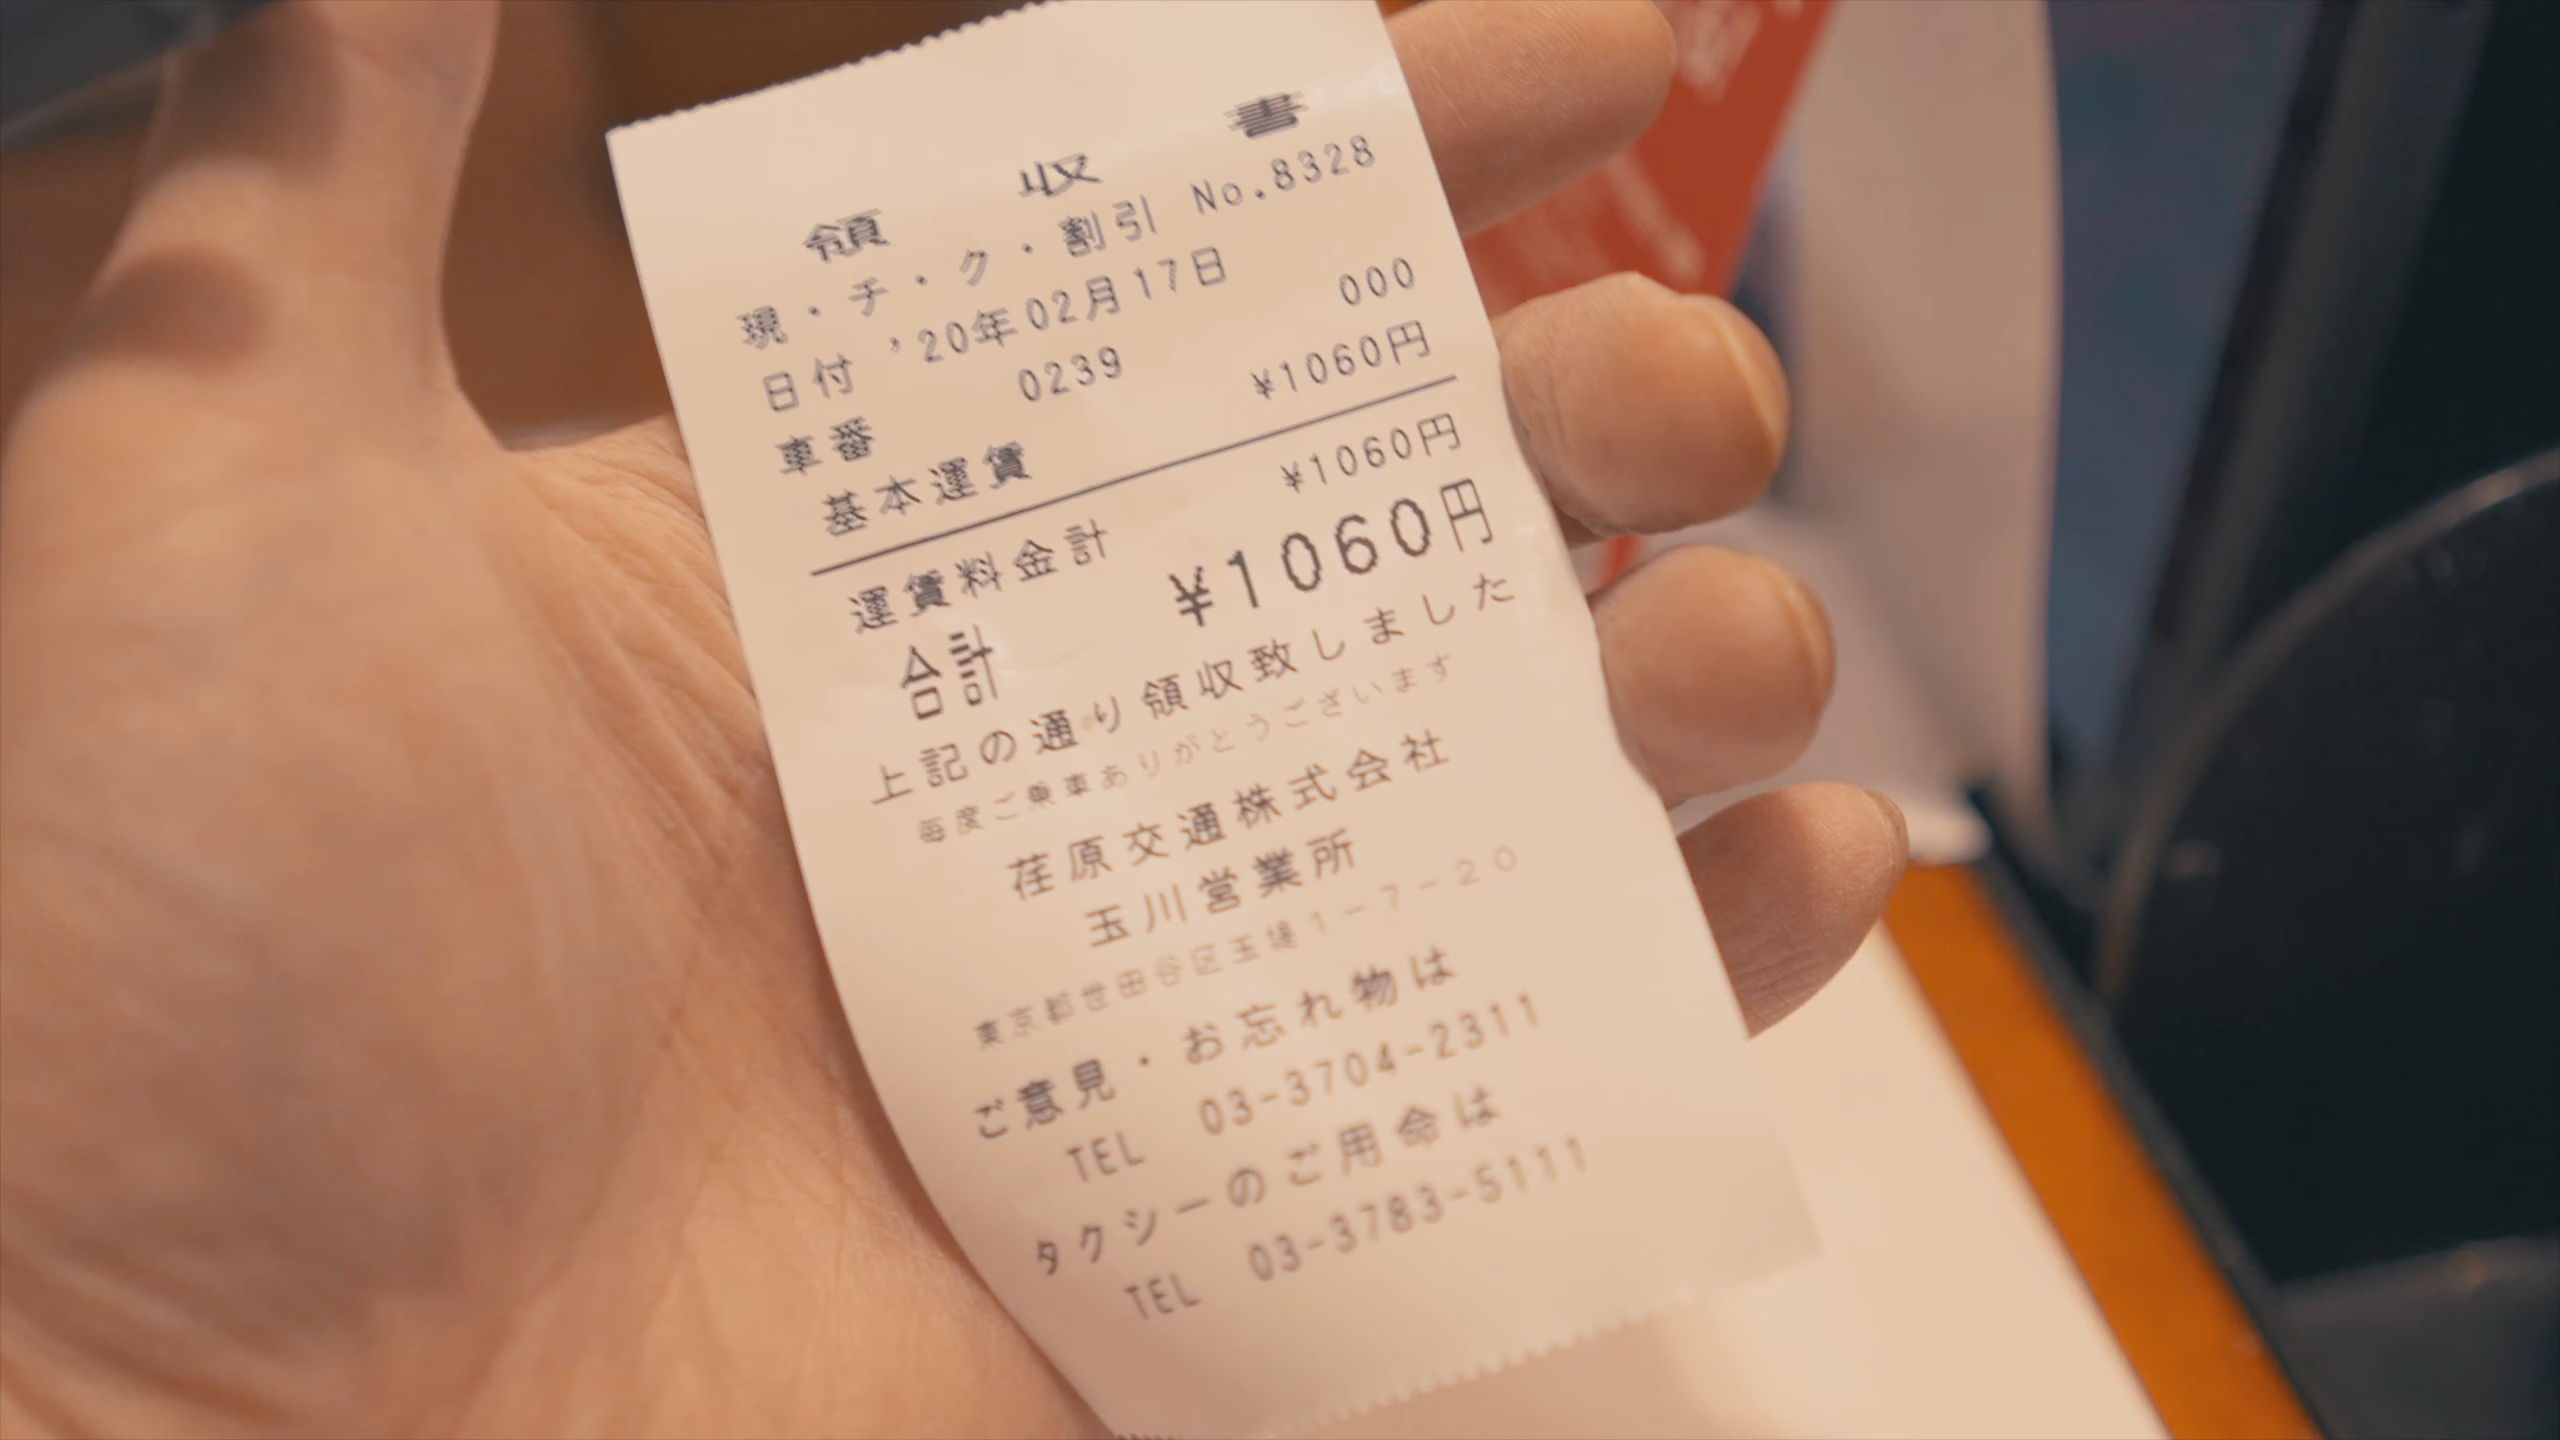 領収書
現・チ・ク・割引 No.8328
日付 '20年02月17日
車番 0239 000
基本運賃 ¥1060円
運賃料金計 ¥1060円
合計 ¥1060円
上記の通り領収致しました
毎度ご乗車ありがとうございます
荏原交通株式会社
玉川営業所
東京都世田谷区玉堤1-7-20
ご意見・お忘れ物は
TEL 03-3704-2311
タクシーのご用命は
TEL 03-3783-5111